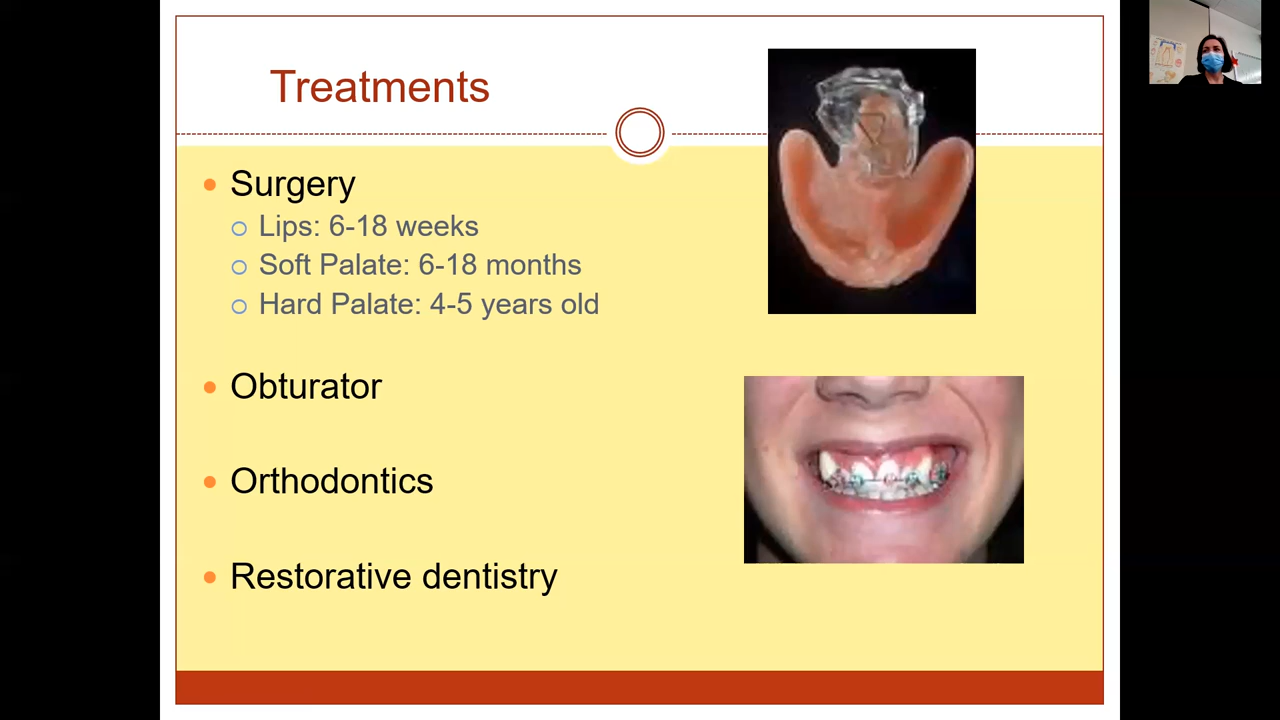 Treatments
Surgery
Lips: 6-18 weeks
Soft Palate: 6-18 months
Hard Palate: 4-5 years old
Obturator
Orthodontics
Restorative dentistry